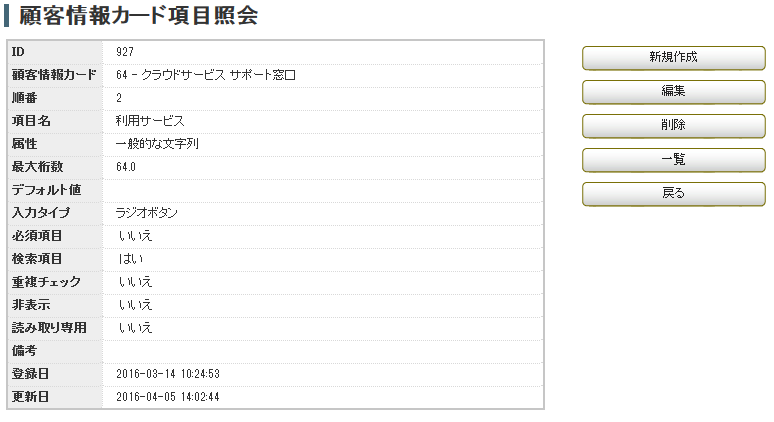 顧客情報カード項目照会
ID 927
顧客情報カード 64 - クラウドサービス サポート窓口
順番 2
項目名 利用サービス
属性 一般的な文字列
最大桁数 64.0
デフォルト値
入力タイプ ラジオボタン
必須項目 いいえ
検索項目 はい
重複チェック いいえ
非表示 いいえ
読み取り専用 いいえ
備考
登録日 2016-03-14 10:24:53
更新日 2016-04-05 14:02:44
新規作成
編集
削除
一覧
戻る